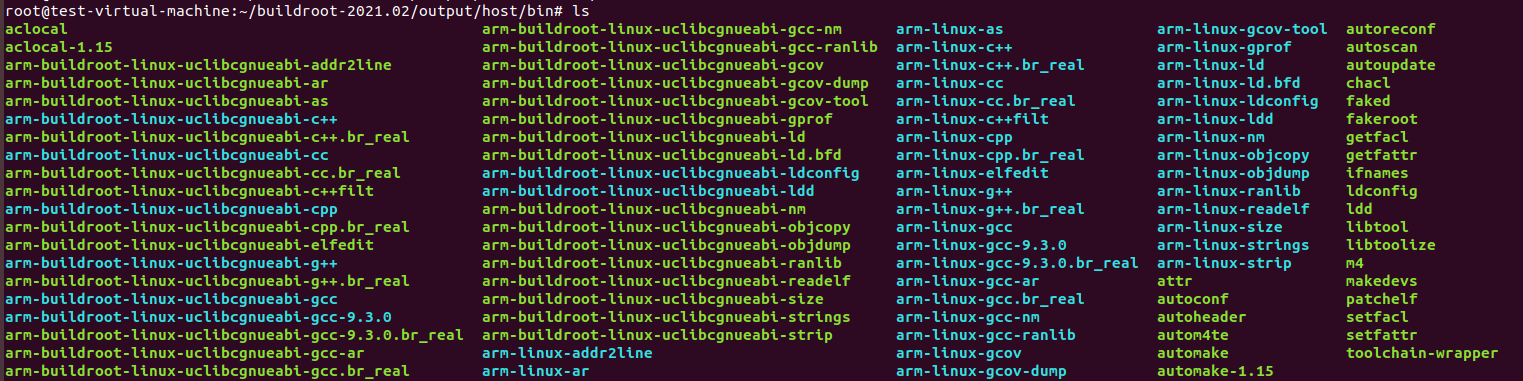 root@test-virtual-machine:~/buildroot-2021.02/output/host/bin# ls
aclocal arm-buildroot-linux-uclibcgnueabi-gcc-nm arm-linux-as arm-linux-gcov-tool autoreconf
aclocal-1.15 arm-buildroot-linux-uclibcgnueabi-gcc-ranlib arm-linux-c++ arm-linux-gprof autoscan
arm-buildroot-linux-uclibcgnueabi-addr2line arm-buildroot-linux-uclibcgnueabi-gcov arm-linux-c++.br_real arm-linux-ld autoupdate
arm-buildroot-linux-uclibcgnueabi-ar arm-buildroot-linux-uclibcgnueabi-gcov-dump arm-linux-cc arm-linux-ld.bfd chacl
arm-buildroot-linux-uclibcgnueabi-as arm-buildroot-linux-uclibcgnueabi-gcov-tool arm-linux-cc.br_real arm-linux-ldconfig faked
arm-buildroot-linux-uclibcgnueabi-c++ arm-buildroot-linux-uclibcgnueabi-gprof arm-linux-c++filt arm-linux-ldd fakeroot
arm-buildroot-linux-uclibcgnueabi-c++.br_real arm-buildroot-linux-uclibcgnueabi-ld arm-linux-cpp arm-linux-nm getfacl
arm-buildroot-linux-uclibcgnueabi-cc arm-buildroot-linux-uclibcgnueabi-ld.bfd arm-linux-cpp.br_real arm-linux-objcopy getfattr
arm-buildroot-linux-uclibcgnueabi-cc.br_real arm-buildroot-linux-uclibcgnueabi-ldconfig arm-linux-elfedit arm-linux-objdump ifnames
arm-buildroot-linux-uclibcgnueabi-c++filt arm-buildroot-linux-uclibcgnueabi-ldd arm-linux-g++ arm-linux-ranlib ldconfig
arm-buildroot-linux-uclibcgnueabi-cpp arm-buildroot-linux-uclibcgnueabi-nm arm-linux-g++.br_real arm-linux-readelf ldd
arm-buildroot-linux-uclibcgnueabi-cpp.br_real arm-buildroot-linux-uclibcgnueabi-objcopy arm-linux-gcc arm-linux-size libtool
arm-buildroot-linux-uclibcgnueabi-elfedit arm-buildroot-linux-uclibcgnueabi-objdump arm-linux-gcc-9.3.0 arm-linux-strings libtoolize
arm-buildroot-linux-uclibcgnueabi-g++ arm-buildroot-linux-uclibcgnueabi-ranlib arm-linux-gcc-9.3.0.br_real arm-linux-strip m4
arm-buildroot-linux-uclibcgnueabi-g++.br_real arm-buildroot-linux-uclibcgnueabi-readelf arm-linux-gcc-ar attr makedevs
arm-buildroot-linux-uclibcgnueabi-gcc arm-buildroot-linux-uclibcgnueabi-size arm-linux-gcc.br_real autoconf patchelf
arm-buildroot-linux-uclibcgnueabi-gcc-9.3.0 arm-buildroot-linux-uclibcgnueabi-strings arm-linux-gcc-nm autoheader setfacl
arm-buildroot-linux-uclibcgnueabi-gcc-9.3.0.br_real arm-buildroot-linux-uclibcgnueabi-strip arm-linux-gcc-ranlib autom4te setfattr
arm-buildroot-linux-uclibcgnueabi-gcc-ar arm-linux-addr2line arm-linux-gcov automake toolchain-wrapper
arm-buildroot-linux-uclibcgnueabi-gcc.br_real arm-linux-ar arm-linux-gcov-dump automake-1.15